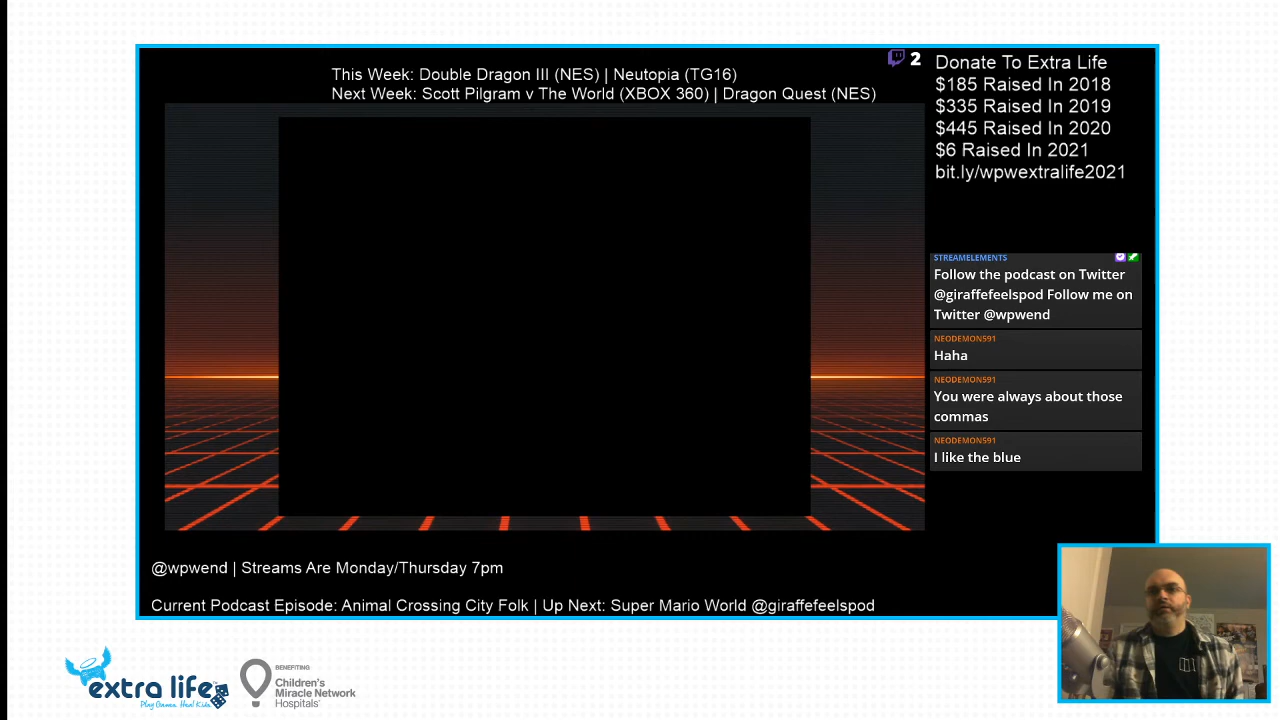 This Week: Double Dragon III (NES) | Neutopia (TG16)
Next Week: Scott Pilgram v The World (XBOX 360) | Dragon Quest (NES)
2
Donate To Extra Life
$185 Raised In 2018
$335 Raised In 2019
$445 Raised In 2020
$6 Raised In 2021
bit.ly/wpwextralife2021
STREAMELEMENTS
Follow the podcast on Twitter
@giraffefeelspod Follow me on
Twitter @wpwend
NEODEMON591
Haha
NEODEMON591
You were always about those
commas
NEODEMON591
I like the blue
@wpwend | Streams Are Monday/Thursday 7pm
Current Podcast Episode: Animal Crossing City Folk | Up Next: Super Mario World @giraffefeelspod
extra life
Play Games. Heal Kids.
BENEFITING
Children's
Miracle Network
Hospitals